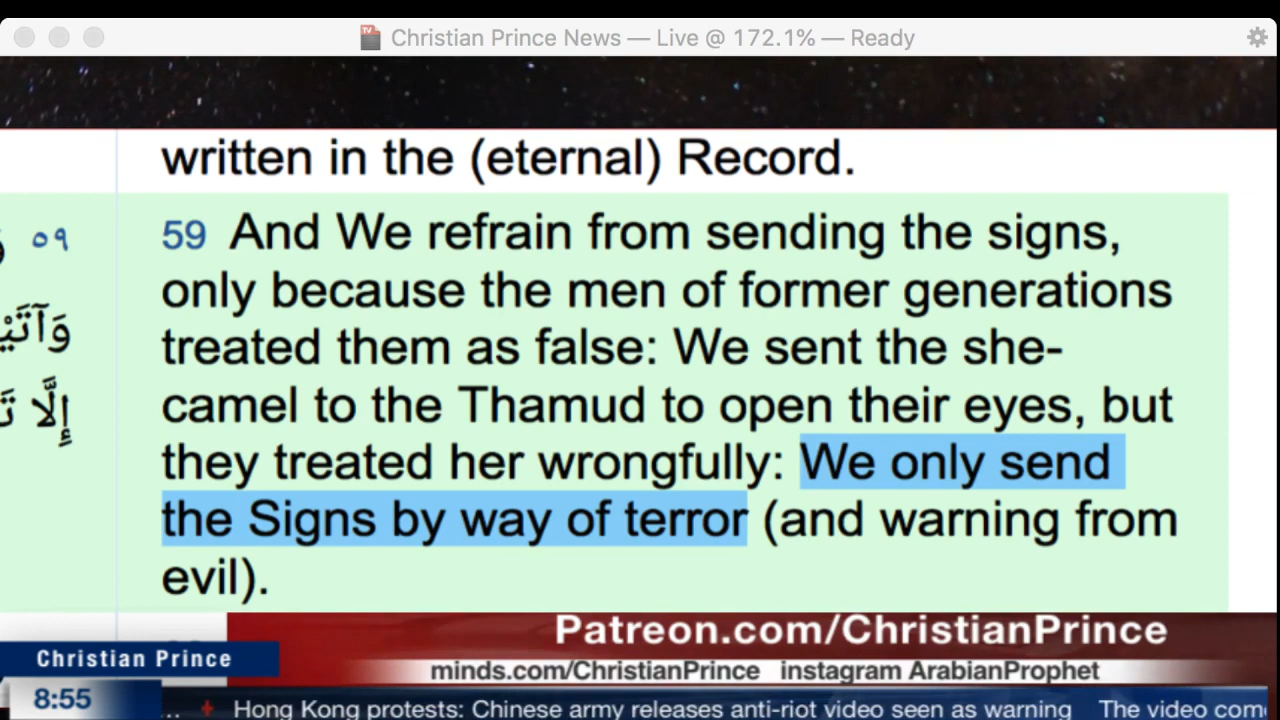 Christian Prince News — Live @ 172.1% — Ready
written in the (eternal) Record.
٥٩
59 And We refrain from sending the signs,
only because the men of former generations
وَآتَيْ
treated them as false: We sent the she-
camel to the Thamud to open their eyes, but
إِلَّا تَ
they treated her wrongfully: We only send
the Signs by way of terror (and warning from
evil).
Patreon.com/ChristianPrince
Christian Prince
minds.com/ChristianPrince instagram ArabianProphet
8:55
... Hong Kong protests: Chinese army releases anti-riot video seen as warning The video com